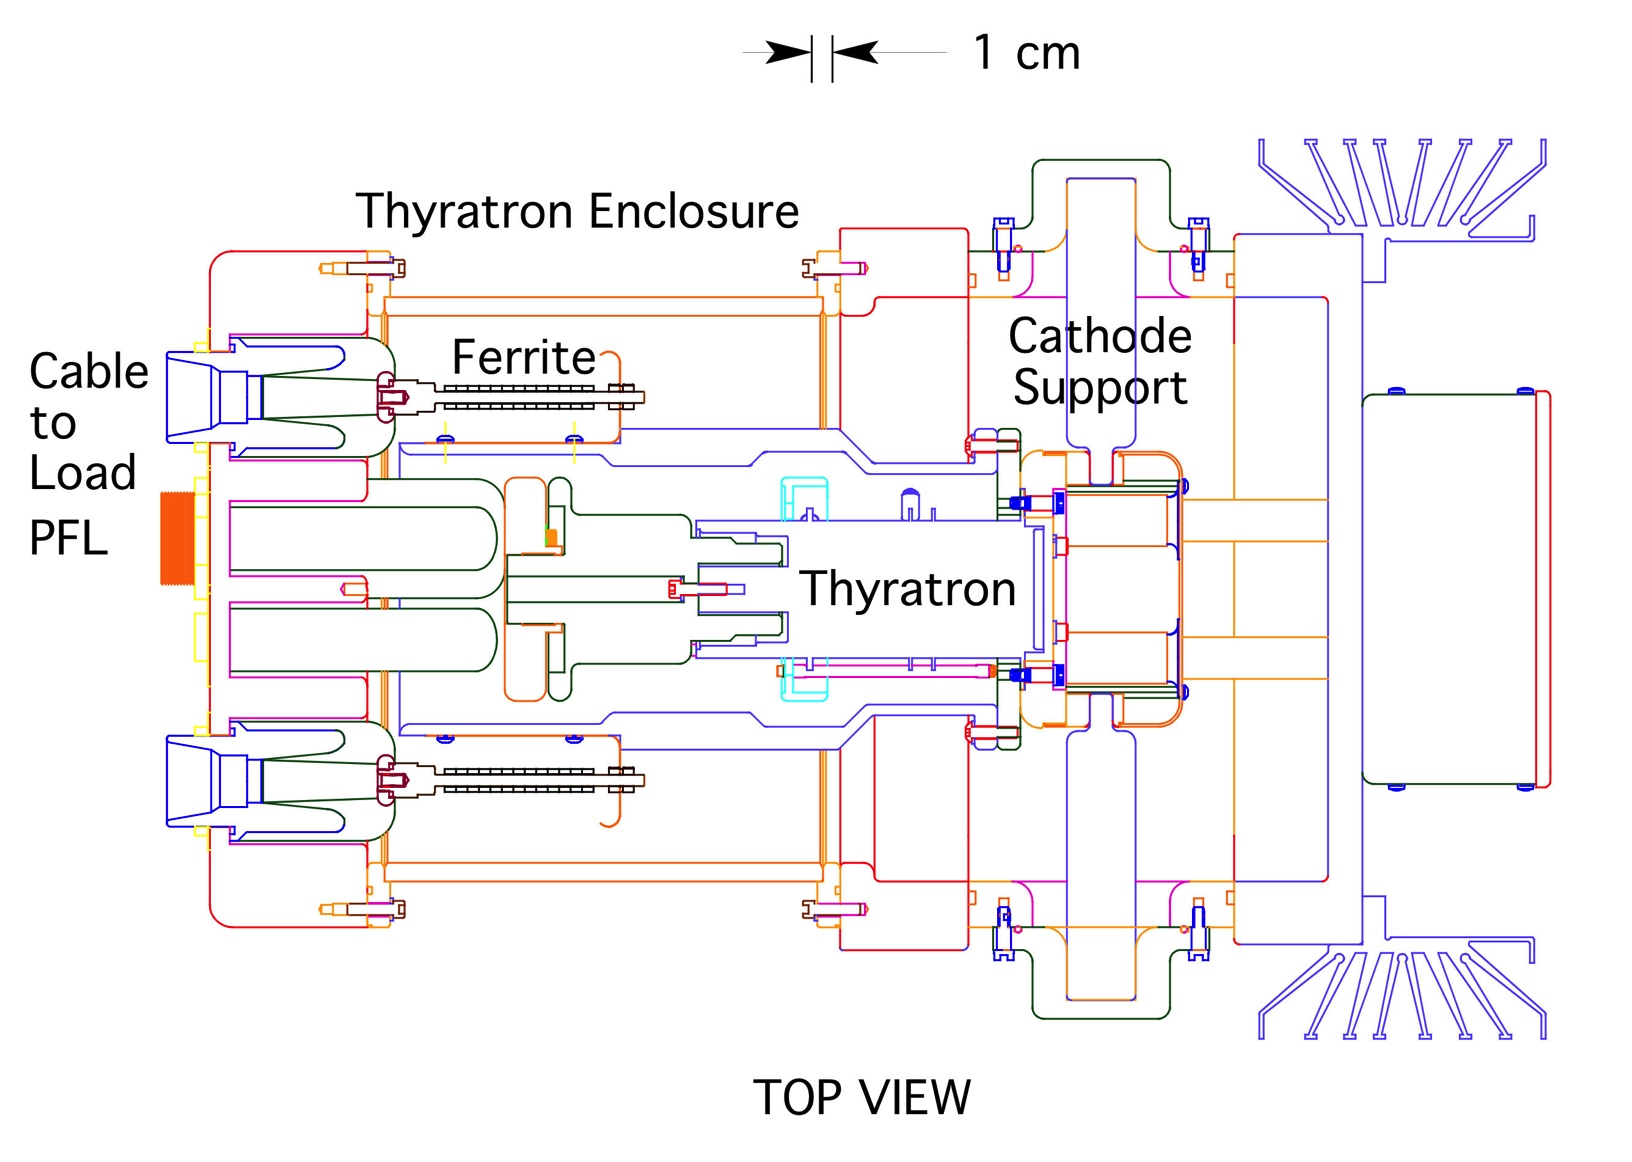 1 cm
Thyratron Enclosure
Cable
to
Load
PFL
Ferrite
Cathode
Support
Thyratron
TOP VIEW